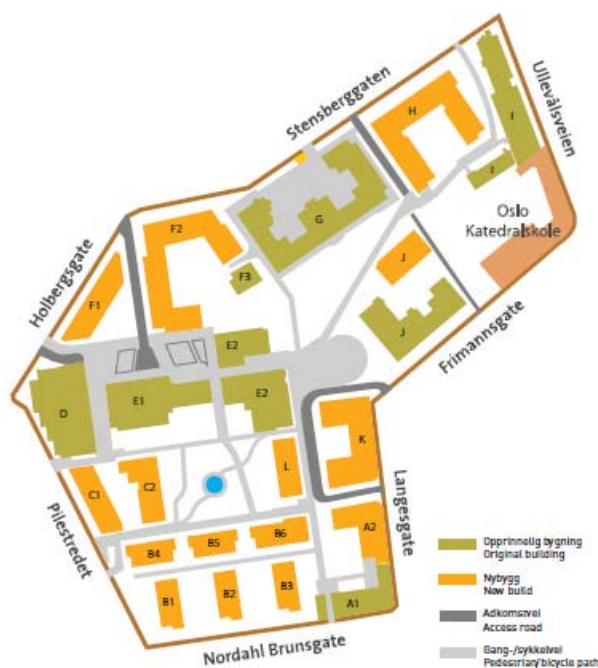 Stensberggaten
Ullevålsveien
H
I
I
G
Oslo
Katedralskole
F2
J
F3
Holbergsgate
F1
J
Frimannsgate
E2
D
E1
E2
K
L
C1
C2
Langesgate
Pilestredet
A2
B6
B5
B4
B3
B2
B1
A1
Nordahl Brunsgate
Opprinnelig bygning
Original building
Nybygg
New build
Adkomstvei
Access road
Gang-/sykkelvei
Pedestrian/bicycle path